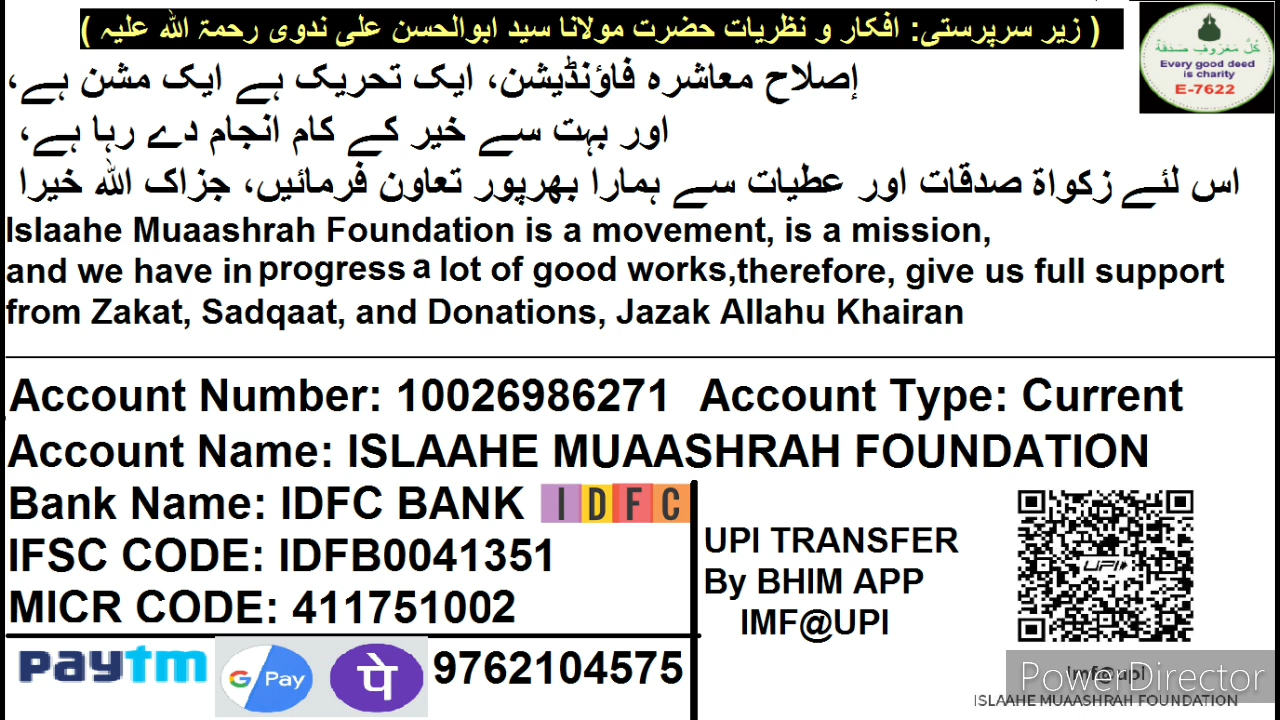 ( زیر سرپرستی: افکار و نظریات حضرت مولانا سید ابوالحسن علی ندوی رحمۃ اللہ علیہ )
كُلُّ مَعْرُوفٍ صَدَقَةٌ
Every good deed
is charity
E-7622
إصلاح معاشرہ فاؤنڈیشن، ایک تحریک ہے ایک مشن ہے،
اور بہت سے خیر کے کام انجام دے رہا ہے،
اس لئے زکواۃ صدقات اور عطیات سے ہمارا بھرپور تعاون فرمائیں، جزاک اللہ خیرا
Islaahe Muaashrah Foundation is a movement, is a mission,
and we have in progress a lot of good works,therefore, give us full support
from Zakat, Sadqaat, and Donations, Jazak Allahu Khairan
Account Number: 10026986271 Account Type: Current
Account Name: ISLAAHE MUAASHRAH FOUNDATION
Bank Name: IDFC BANK IDFC
IFSC CODE: IDFB0041351
MICR CODE: 411751002
UPI TRANSFER
By BHIM APP
IMF@UPI
UPI
paytm G Pay पे 9762104575
imf@upi
PowerDirector
ISLAAHE MUAASHRAH FOUNDATION